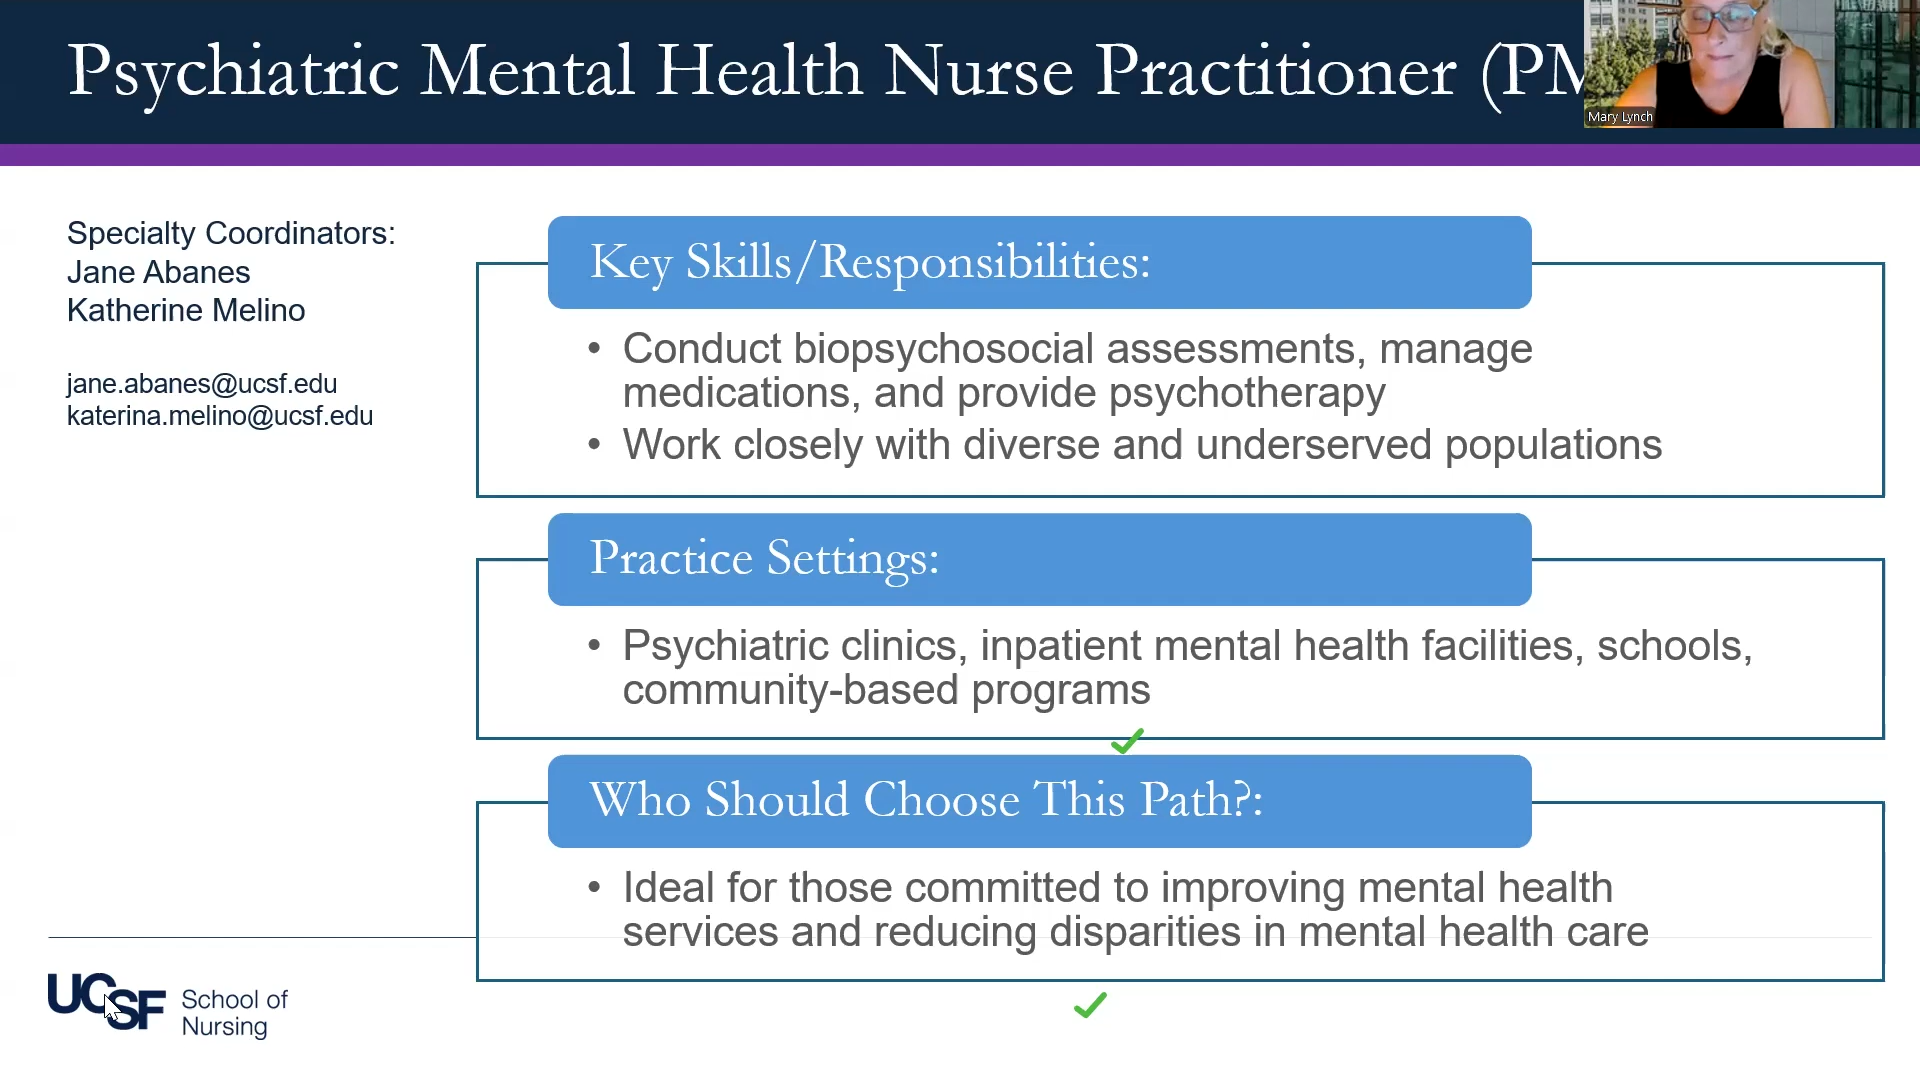 Psychiatric Mental Health Nurse Practitioner (PM
Mary Lynch
Specialty Coordinators:
Jane Abanes
Katherine Melino
jane.abanes@ucsf.edu
katerina.melino@ucsf.edu
Key Skills/Responsibilities:
• Conduct biopsychosocial assessments, manage
medications, and provide psychotherapy
• Work closely with diverse and underserved populations
Practice Settings:
• Psychiatric clinics, inpatient mental health facilities, schools,
community-based programs
Who Should Choose This Path?:
• Ideal for those committed to improving mental health
services and reducing disparities in mental health care
UCSF
School of
Nursing